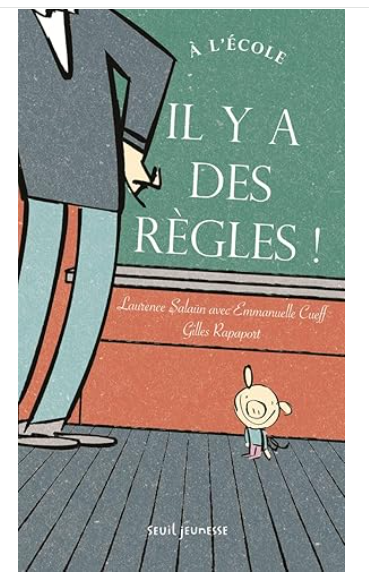 À L'ÉCOLE
IL Y A
DES
RÈGLES !
Laurence Salaün avec Emmanuelle Cueff
Gilles Rapaport
SEUIL JEUNESSE